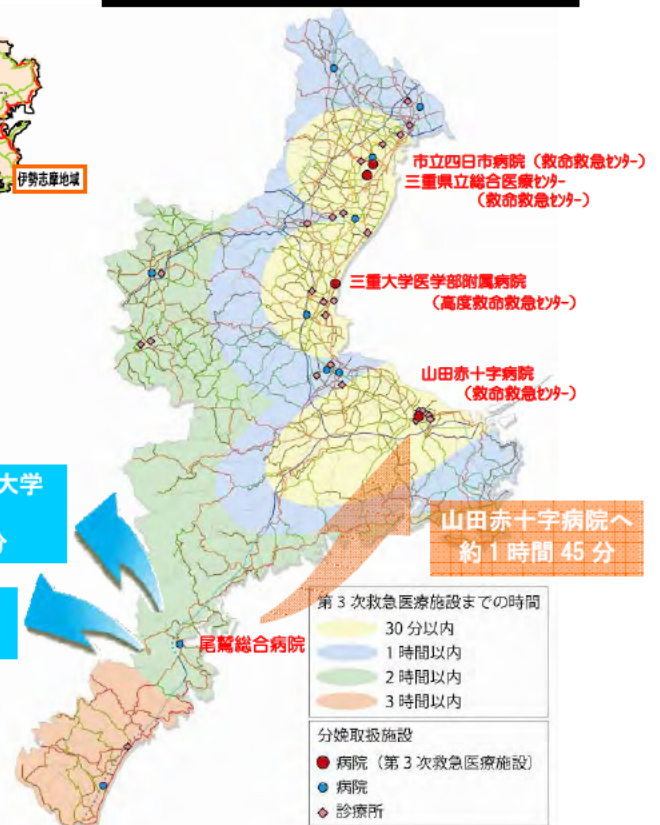 伊勢志摩地域
市立四日市病院（救命救急ｾﾝﾀｰ）
三重県立総合医療ｾﾝﾀｰ
（救命救急ｾﾝﾀｰ）
三重大学医学部附属病院
（高度救命救急ｾﾝﾀｰ）
山田赤十字病院
（救命救急ｾﾝﾀｰ）
大学
分
山田赤十字病院へ
約１時間 45 分
尾鷲総合病院
第３次救急医療施設までの時間
30 分以内
１時間以内
２時間以内
３時間以内
分娩取扱施設
病院（第３次救急医療施設）
病院
診療所